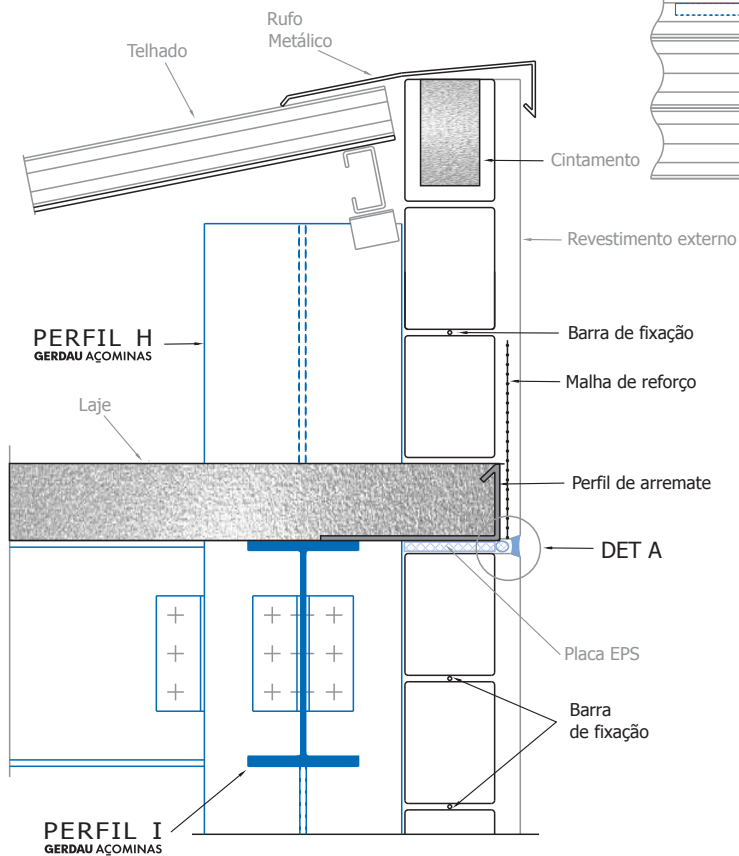 Rufo
Metálico
Telhado
Cintamento
Revestimento externo
PERFIL H
GERDAU AÇOMINAS
Barra de fixação
Malha de reforço
Laje
Perfil de arremate
DET A
Placa EPS
Barra
de fixação
PERFIL I
GERDAU AÇOMINAS